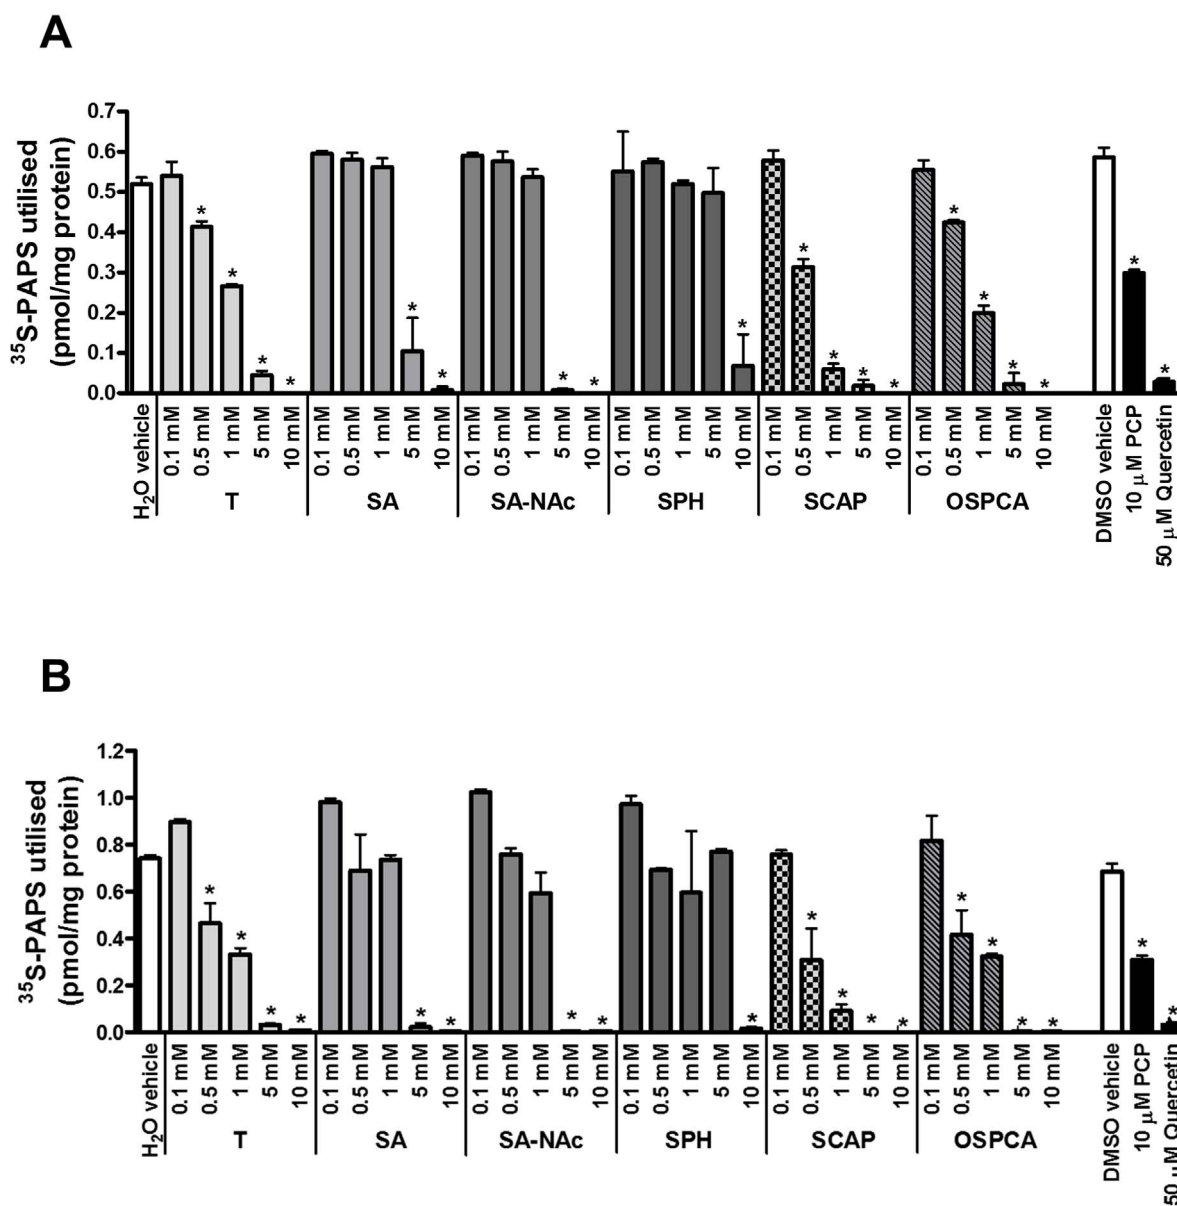 A
35S-PAPS utilised
(pmol/mg protein)
0.7
0.6
0.5
0.4
0.3
0.2
0.1
0.0
* * * *
* *
* *
*
* * * *
* * * *
* *
H2O vehicle
0.1 mM
0.5 mM
1 mM
5 mM
10 mM
0.1 mM
0.5 mM
1 mM
5 mM
10 mM
0.1 mM
0.5 mM
1 mM
5 mM
10 mM
0.1 mM
0.5 mM
1 mM
5 mM
10 mM
0.1 mM
0.5 mM
1 mM
5 mM
10 mM
0.1 mM
0.5 mM
1 mM
5 mM
10 mM
DMSO vehicle
10 μM PCP
50 μM Quercetin
T SA SA-NAc SPH SCAP OSPCA
B
35S-PAPS utilised
(pmol/mg protein)
1.2
1.0
0.8
0.6
0.4
0.2
0.0
* * * *
* *
* *
*
* * * *
* * * *
* *
H2O vehicle
0.1 mM
0.5 mM
1 mM
5 mM
10 mM
0.1 mM
0.5 mM
1 mM
5 mM
10 mM
0.1 mM
0.5 mM
1 mM
5 mM
10 mM
0.1 mM
0.5 mM
1 mM
5 mM
10 mM
0.1 mM
0.5 mM
1 mM
5 mM
10 mM
0.1 mM
0.5 mM
1 mM
5 mM
10 mM
DMSO vehicle
10 μM PCP
50 μM Quercetin
T SA SA-NAc SPH SCAP OSPCA